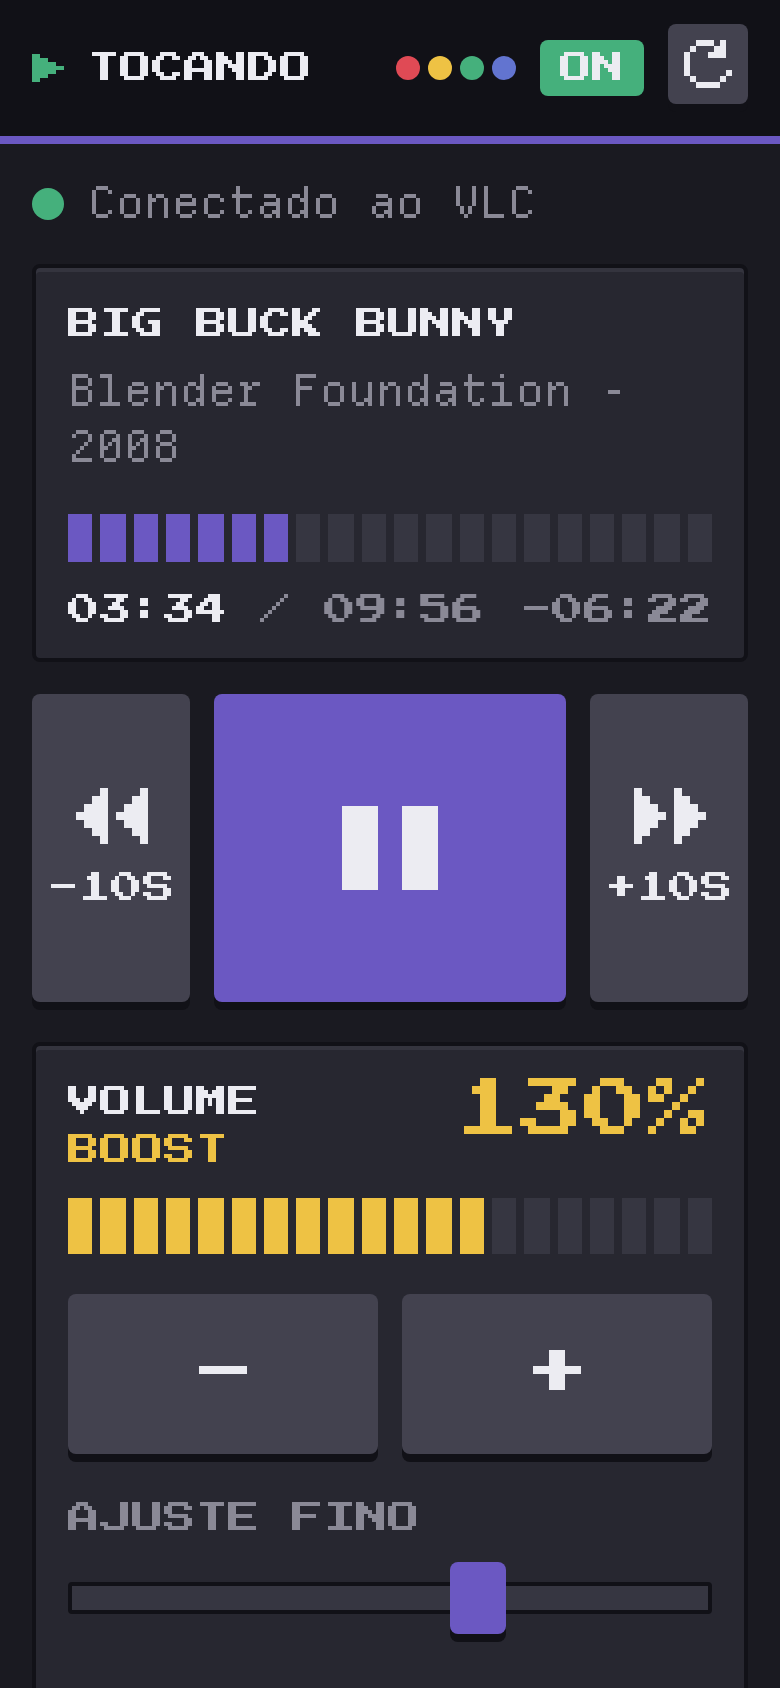 TOCANDO ON
Conectado ao VLC
BIG BUCK BUNNY
Blender Foundation -
2008
03:34 / 09:56 -06:22
-10S +10S
VOLUME 130%
BOOST
- +
AJUSTE FINO